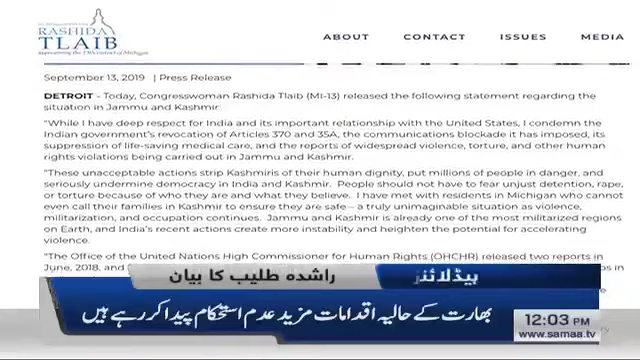 RASHIDA
TLAIB
ABOUT CONTACT ISSUES MEDIA
September 13, 2019 | Press Release
DETROIT - Today, Congresswoman Rashida Tlaib (MI-13) released the following statement regarding the
situation in Jammu and Kashmir:
"While I have deep respect for India and its important relationship with the United States, I condemn the
Indian government's revocation of Articles 370 and 35A, the communications blockade it has imposed, its
suppression of life-saving medical care, and the reports of widespread violence, torture, and other human
rights violations being carried out in Jammu and Kashmir.
"These unacceptable actions strip Kashmiris of their human dignity, put millions of people in danger, and
seriously undermine democracy in India and Kashmir. People should not have to fear unjust detention, rape,
or torture because of who they are and what they believe. I have met with residents in Michigan who cannot
even call their families in Kashmir to ensure they are safe– a truly unimaginable situation as violence,
militarization, and occupation continues. Jammu and Kashmir is already one of the most militarized regions
on Earth, and India's recent actions create more instability and heighten the potential for accelerating
violence.
"The Office of the United Nations High Commissioner for Human Rights (OHCHR) released two reports in
June, 2018, and
ہیڈلائنز
راشدہ طلیب کا بیان
بھارت کے حالیہ اقدامات مزید عدم استحکام پیدا کر رہے ہیں
12:03 PM
www.samaa.tv